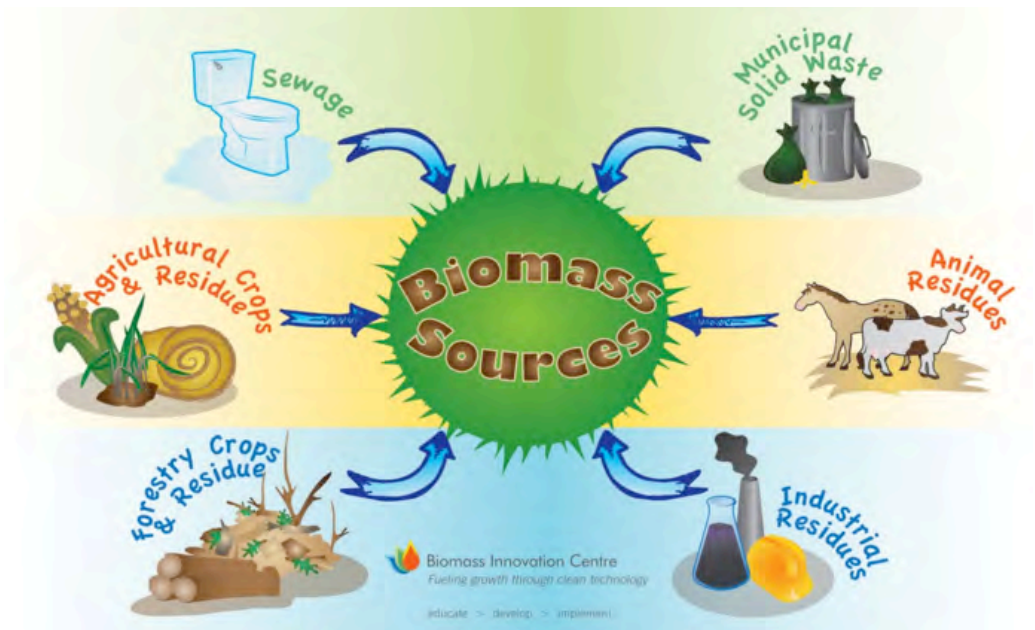 Sewage
Municipal
Solid Waste
Agricultural Crops
& Residue
Biomass
Sources
Animal
Residues
Forestry Crops
& Residue
Industrial
Residues
Biomass Innovation Centre
Fueling growth through clean technology
educate > develop > implement